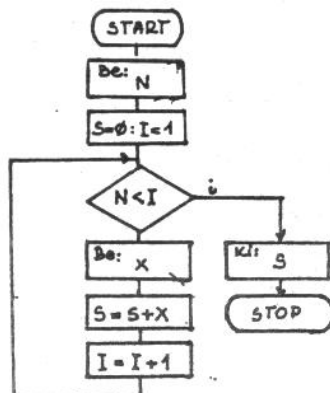 START
Be:
N
S=Ø: I=1
N<I
i
Be:
X
Ki:
S
S=S+X
STOP
I=I+1